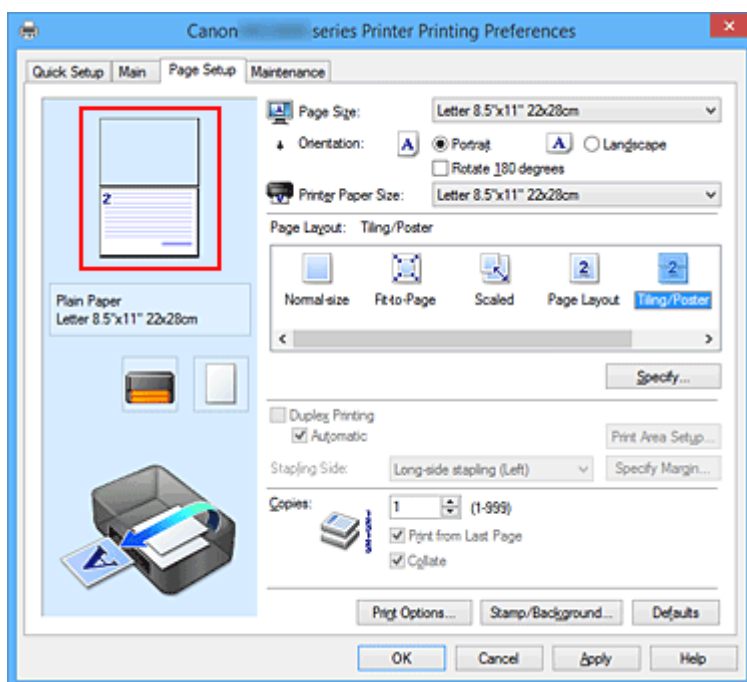 Canon series Printer Printing Preferences
Quick Setup Main Page Setup Maintenance
Page Size: Letter 8.5"x11" 22x28cm
Orientation: A Portrait A Landscape
Rotate 180 degrees
Printer Paper Size: Letter 8.5"x11" 22x28cm
2
Page Layout: Tiling/Poster
2 2
Normal-size Fit-to-Page Scaled Page Layout Tiling/Poster
Plain Paper
Letter 8.5"x11" 22x28cm
Specify...
Duplex Printing
Automatic Print Area Setup...
Stapling Side: Long-side stapling (Left) Specify Margin...
Copies: 1 (1-999)
Print from Last Page
Collate
A
Print Options... Stamp/Background... Defaults
OK Cancel Apply Help